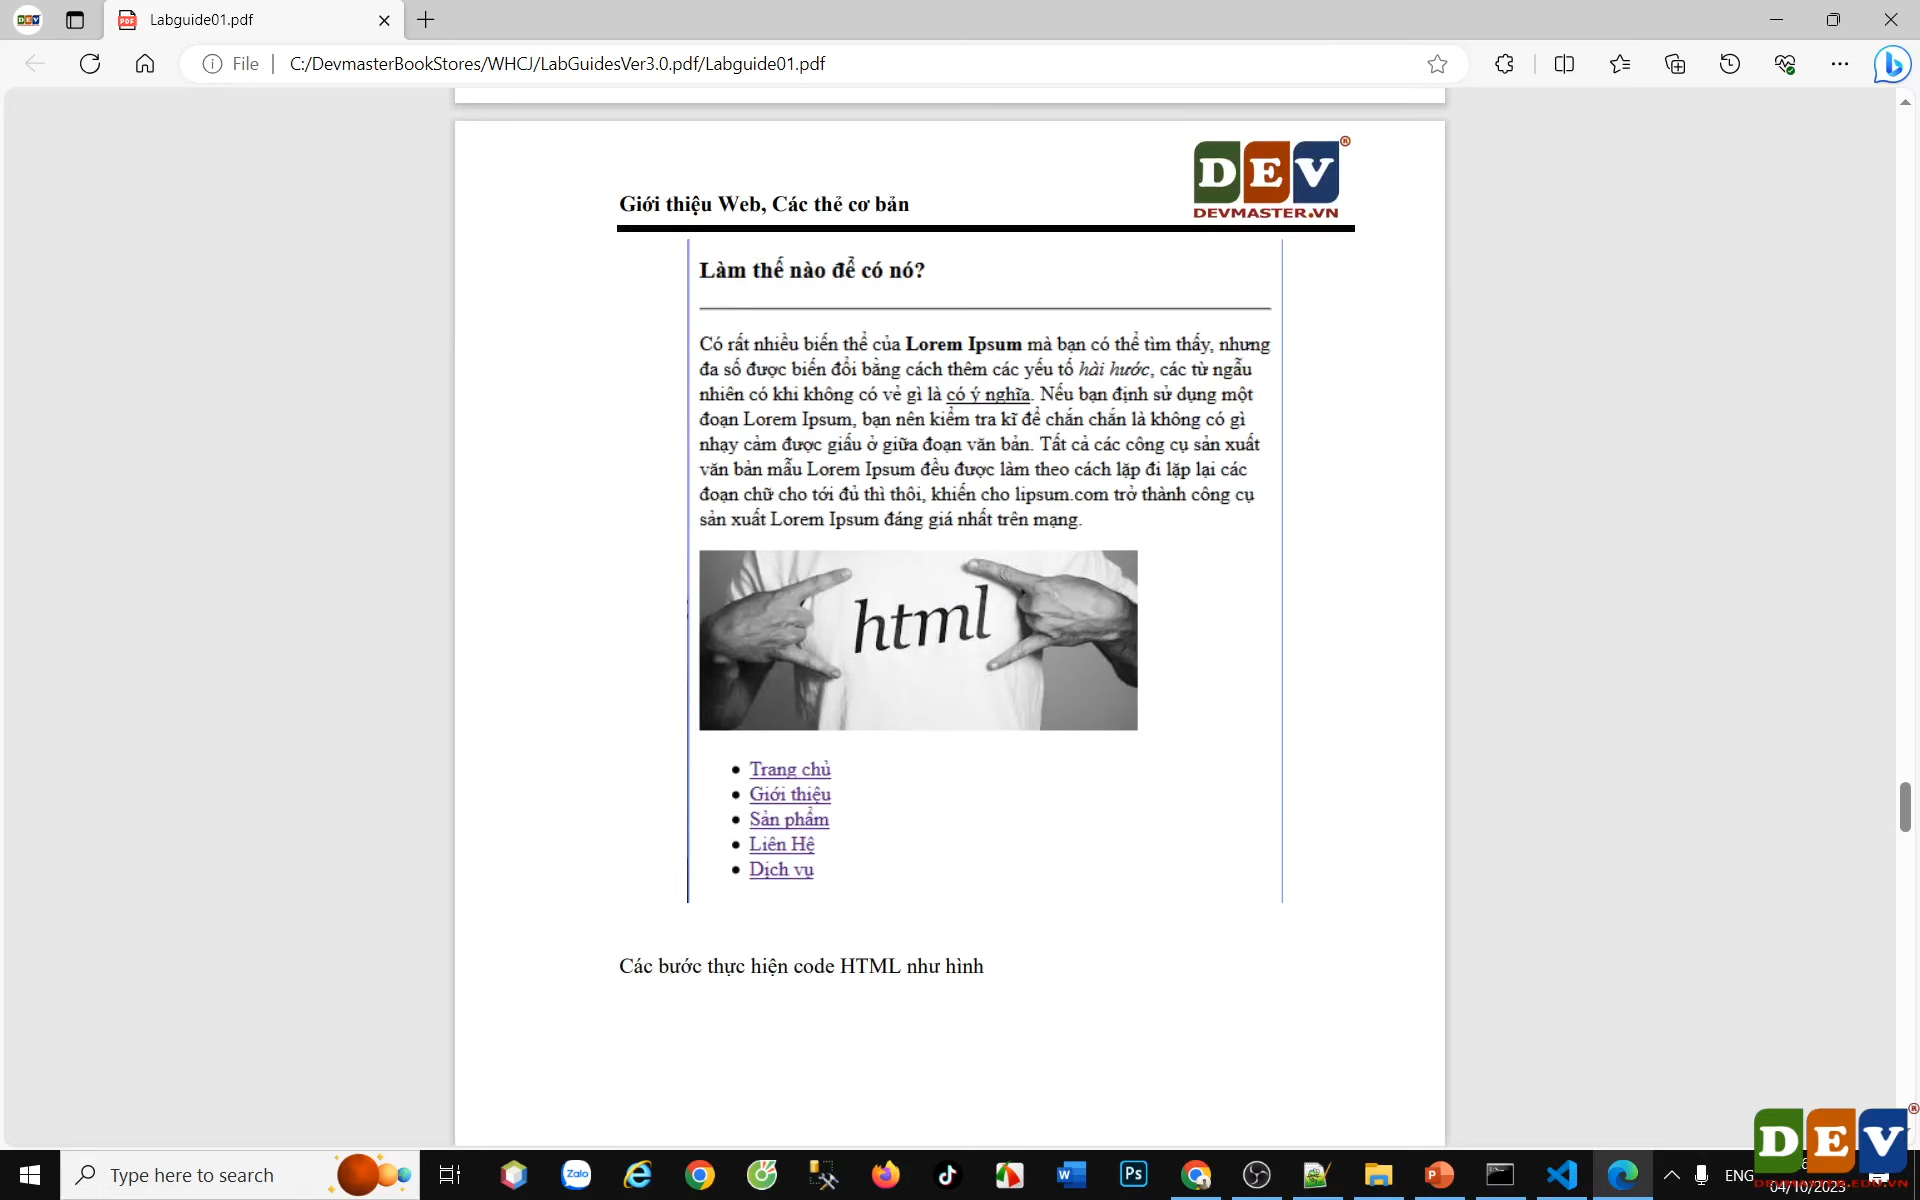 DEV
Labguide01.pdf
File
C:/DevmasterBookStores/WHCJ/LabGuidesVer3.0.pdf/Labguide01.pdf
DEV®
DEVMASTER.VN
Giới thiệu Web, Các thẻ cơ bản
Làm thế nào để có nó?
Có rất nhiều biến thể của Lorem Ipsum mà bạn có thể tìm thấy, nhưng
đa số được biến đổi bằng cách thêm các yếu tố hài hước, các từ ngẫu
nhiên có khi không có vẻ gì là có ý nghĩa. Nếu bạn định sử dụng một
đoạn Lorem Ipsum, bạn nên kiểm tra kĩ để chắn chắn là không có gì
nhạy cảm được giấu ở giữa đoạn văn bản. Tất cả các công cụ sản xuất
văn bản mẫu Lorem Ipsum đều được làm theo cách lặp đi lặp lại các
đoạn chữ cho tới đủ thì thôi, khiến cho lipsum.com trở thành công cụ
sản xuất Lorem Ipsum đáng giá nhất trên mạng.
html
Trang chủ
Giới thiệu
Sản phẩm
Liên Hệ
Dịch vụ
Các bước thực hiện code HTML như hình
DEV®
DEVMASTER.EDU.VN
Type here to search
Zalo
Ps
ENG
04/10/2023